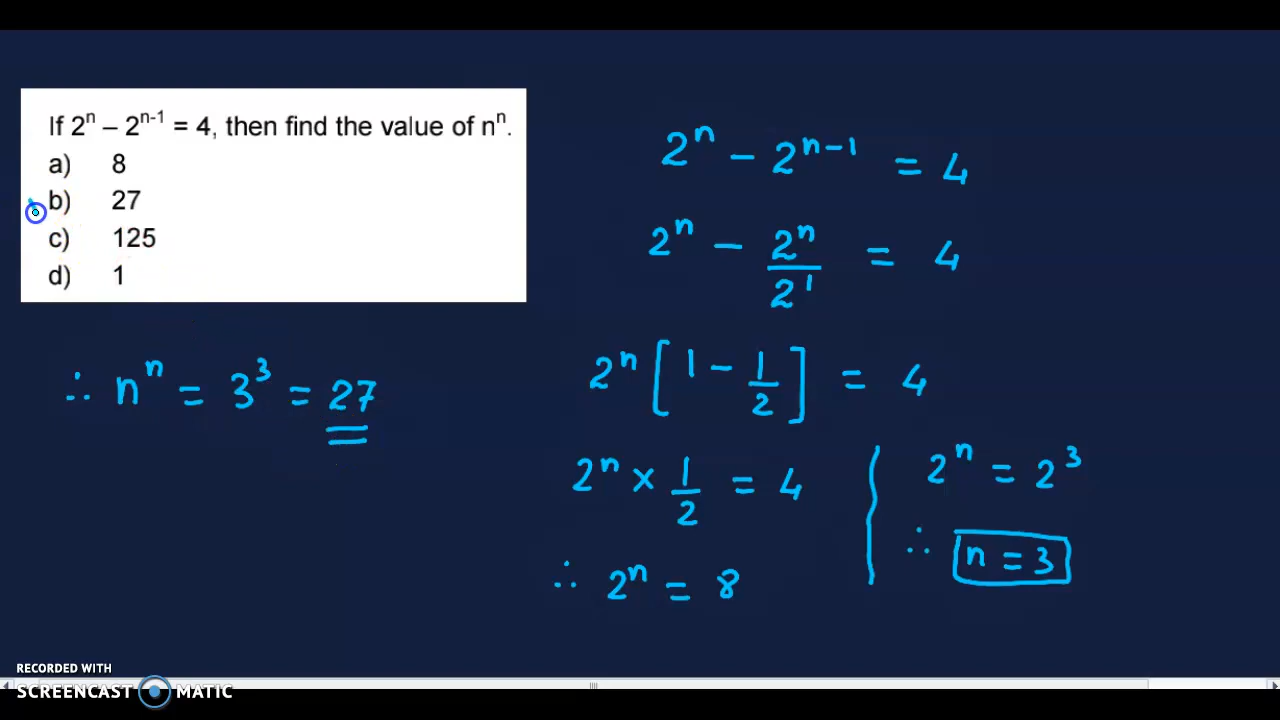 If 2ⁿ – 2ⁿ⁻¹ = 4, then find the value of nⁿ.
a) 8
b) 27
c) 125
d) 1
∴ nⁿ = 3³ = 27
2ⁿ – 2ⁿ⁻¹ = 4
2ⁿ – 2ⁿ/2¹ = 4
2ⁿ [1 – 1/2] = 4
2ⁿ × 1/2 = 4
∴ 2ⁿ = 8
2ⁿ = 2³
∴ n = 3
RECORDED WITH
SCREENCAST MATIC